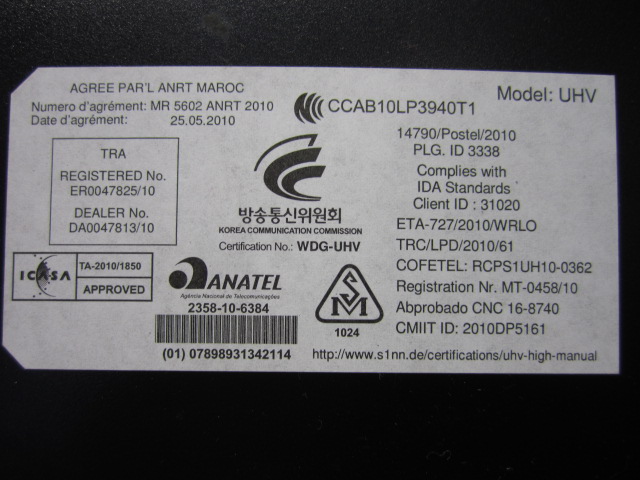 AGREE PAR'L ANRT MAROC
Numero d'agrément: MR 5602 ANRT 2010
Date d'agrément: 25.05.2010
CCAB10LP3940T1
Model: UHV
TRA
REGISTERED No.
ER0047825/10
DEALER No.
DA0047813/10
방송통신위원회
KOREA COMMUNICATION COMMISSION
Certification No.: WDG-UHV
14790/Postel/2010
PLG. ID 3338
Complies with
IDA Standards
Client ID : 31020
ETA-727/2010/WRLO
TRC/LPD/2010/61
COFETEL: RCPS1UH10-0362
Registration Nr. MT-0458/10
Abprobado CNC 16-8740
CMIIT ID: 2010DP5161
ICASA
TA-2010/1850
APPROVED
ANATEL
Agência Nacional de Telecomunicações
2358-10-6384
(01) 07898931342114
1024
http://www.s1nn.de/certifications/uhv-high-manual